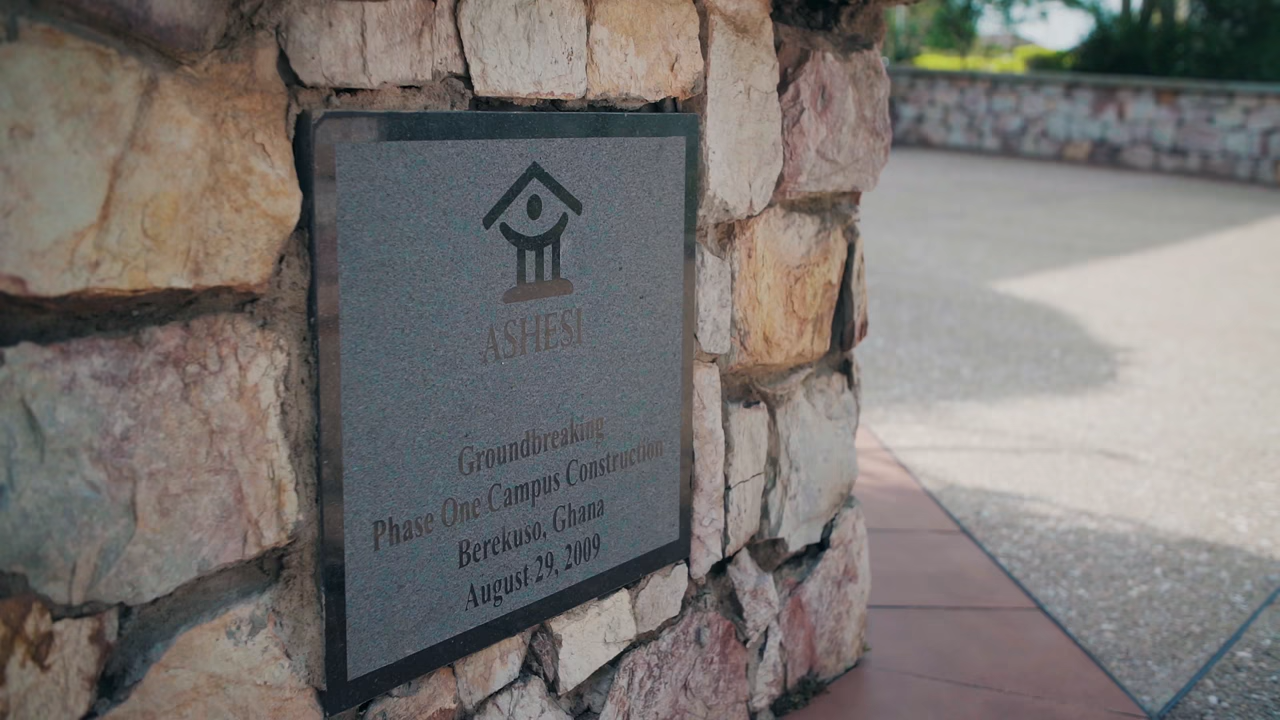 ASHESI
Groundbreaking
Phase One Campus Construction
Berekuso, Ghana
August 29, 2009